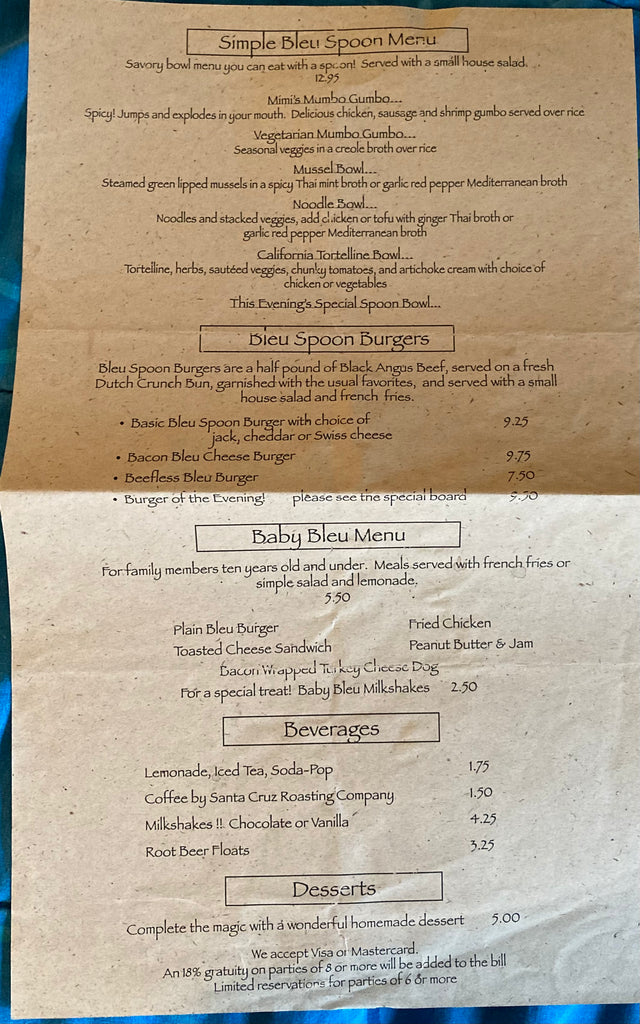 Simple Bleu Spoon Menu
Savory bowl menu you can eat with a spoon! Served with a small house salad.
12.95
Mimi's Mumbo Gumbo...
Spicy! Jumps and explodes in your mouth. Delicious chicken, sausage and shrimp gumbo served over rice
Vegetarian Mumbo Gumbo...
Seasonal veggies in a creole broth over rice
Mussel Bowl...
Steamed green lipped mussels in a spicy Thai mint broth or garlic red pepper Mediterranean broth
Noodle Bowl...
Noodles and stacked veggies, add chicken or tofu with ginger Thai broth or
garlic red pepper Mediterranean broth
California Tortelline Bowl...
Tortelline, herbs, sautéed veggies, chunky tomatoes, and artichoke cream with choice of
chicken or vegetables
This Evening's Special Spoon Bowl...
Bleu Spoon Burgers
Bleu Spoon Burgers are a half pound of Black Angus Beef, served on a fresh
Dutch Crunch Bun, garnished with the usual favorites, and served with a small
house salad and french fries.
• Basic Bleu Spoon Burger with choice of 9.25
jack, cheddar or Swiss cheese
• Bacon Bleu Cheese Burger 9.75
• Beefless Bleu Burger 7.50
• Burger of the Evening! please see the special board 9.50
Baby Bleu Menu
For family members ten years old and under. Meals served with french fries or
simple salad and lemonade.
5.50
Plain Bleu Burger Fried Chicken
Toasted Cheese Sandwich Peanut Butter & Jam
Bacon Wrapped Turkey Cheese Dog
For a special treat! Baby Bleu Milkshakes 2.50
Beverages
Lemonade, Iced Tea, Soda-Pop 1.75
Coffee by Santa Cruz Roasting Company 1.50
Milkshakes !! Chocolate or Vanilla 4.25
Root Beer Floats 3.25
Desserts
Complete the magic with a wonderful homemade dessert 5.00
We accept Visa or Mastercard.
An 18% gratuity on parties of 8 or more will be added to the bill
Limited reservations for parties of 6 or more